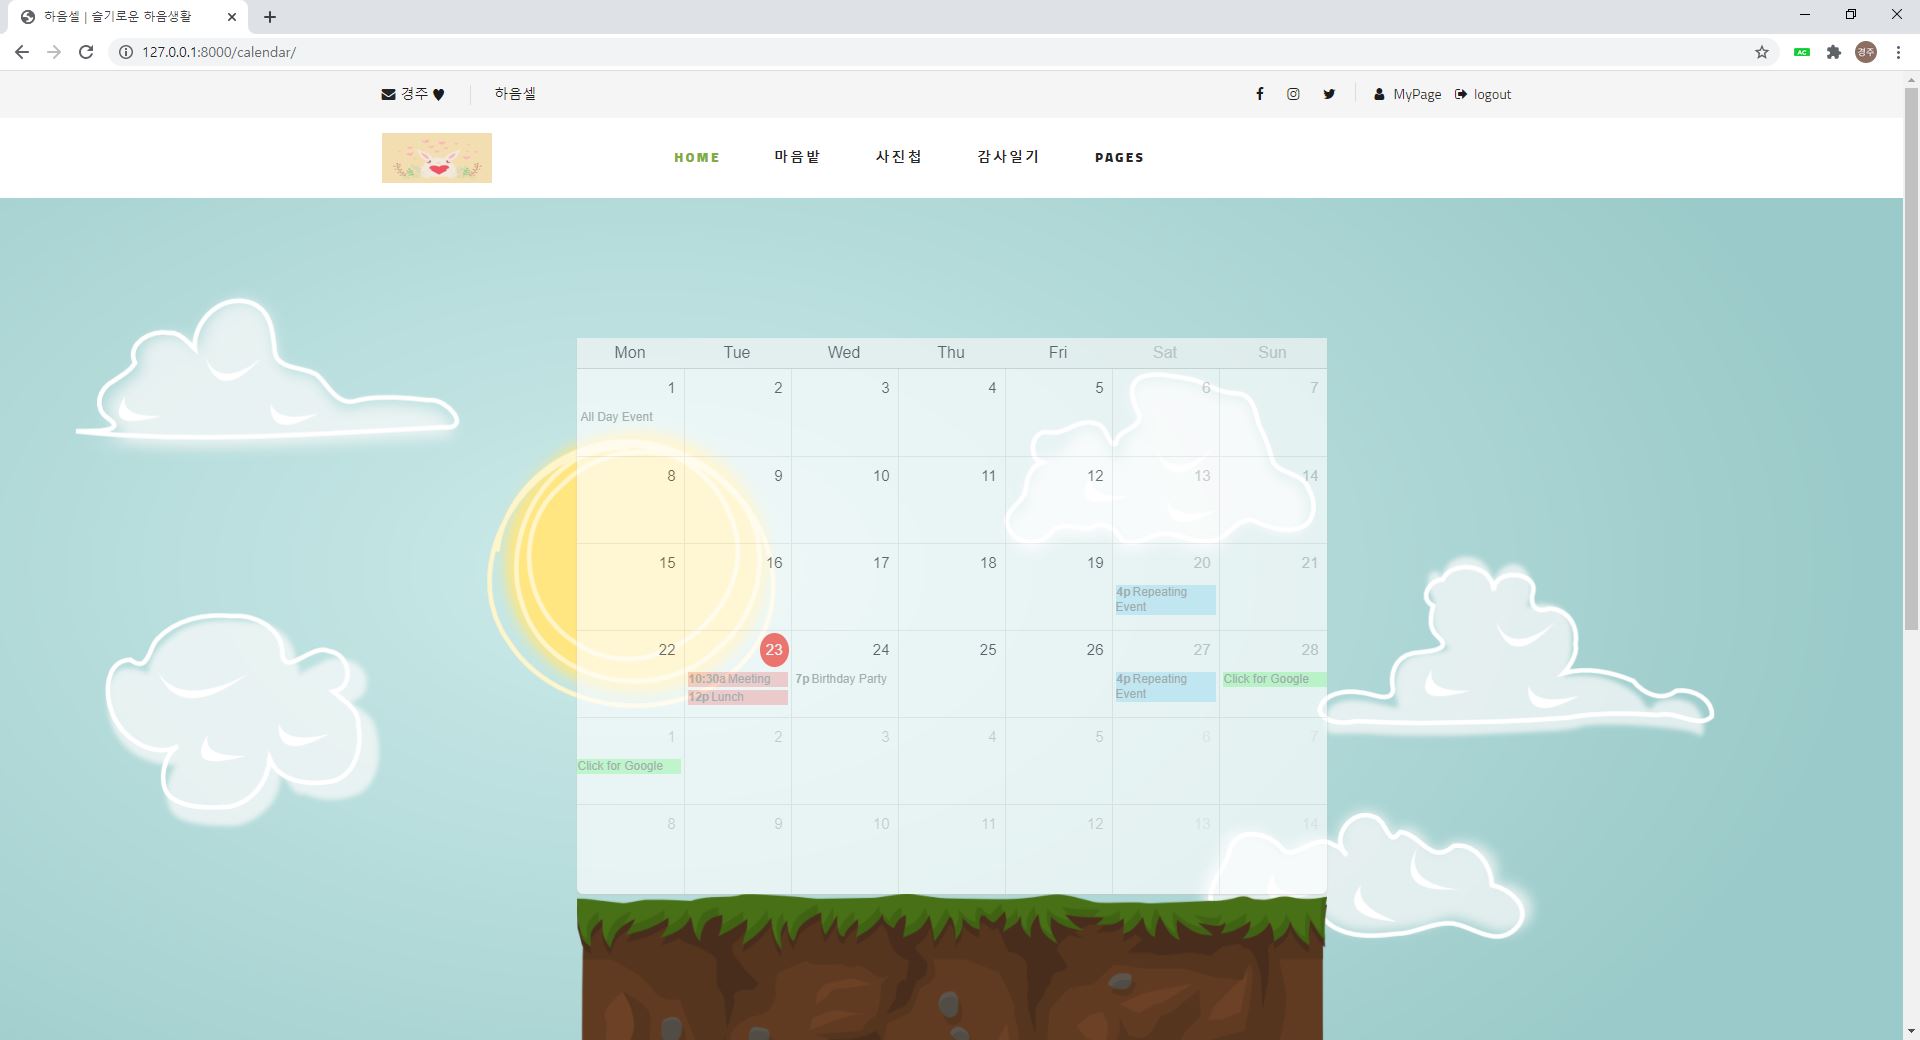 하음셀 | 슬기로운 하음생활
127.0.0.1:8000/calendar/
AC
경주
경주 ♥ 하음셀 MyPage logout
HOME 마음밭 사진첩 감사일기 PAGES
Mon Tue Wed Thu Fri Sat Sun
1 2 3 4 5 6 7
All Day Event
8 9 10 11 12 13 14
15 16 17 18 19 20 21
4p Repeating
Event
22 23 24 25 26 27 28
10:30a Meeting 7p Birthday Party 4p Repeating Click for Google
12p Lunch Event
1 2 3 4 5 6 7
Click for Google
8 9 10 11 12 13 14